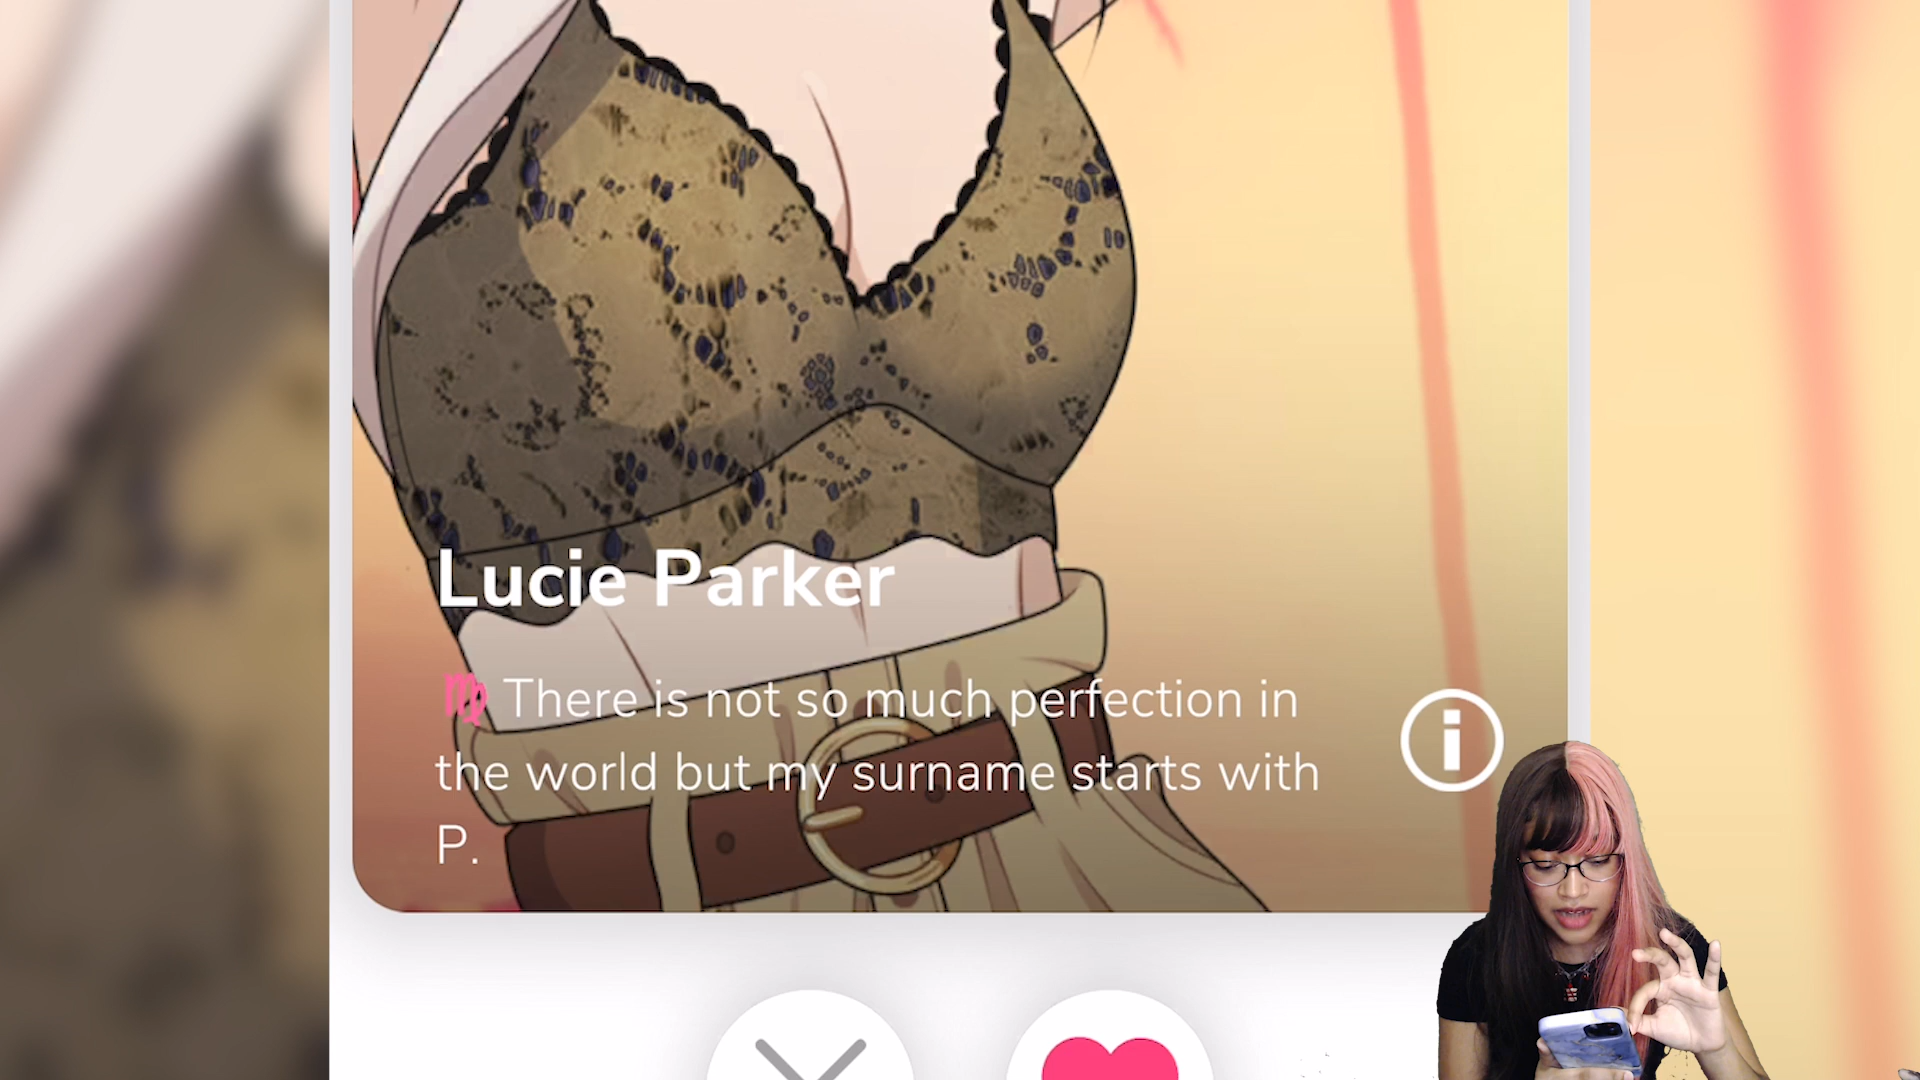 Lucie Parker
♍ There is not so much perfection in
the world but my surname starts with
P.